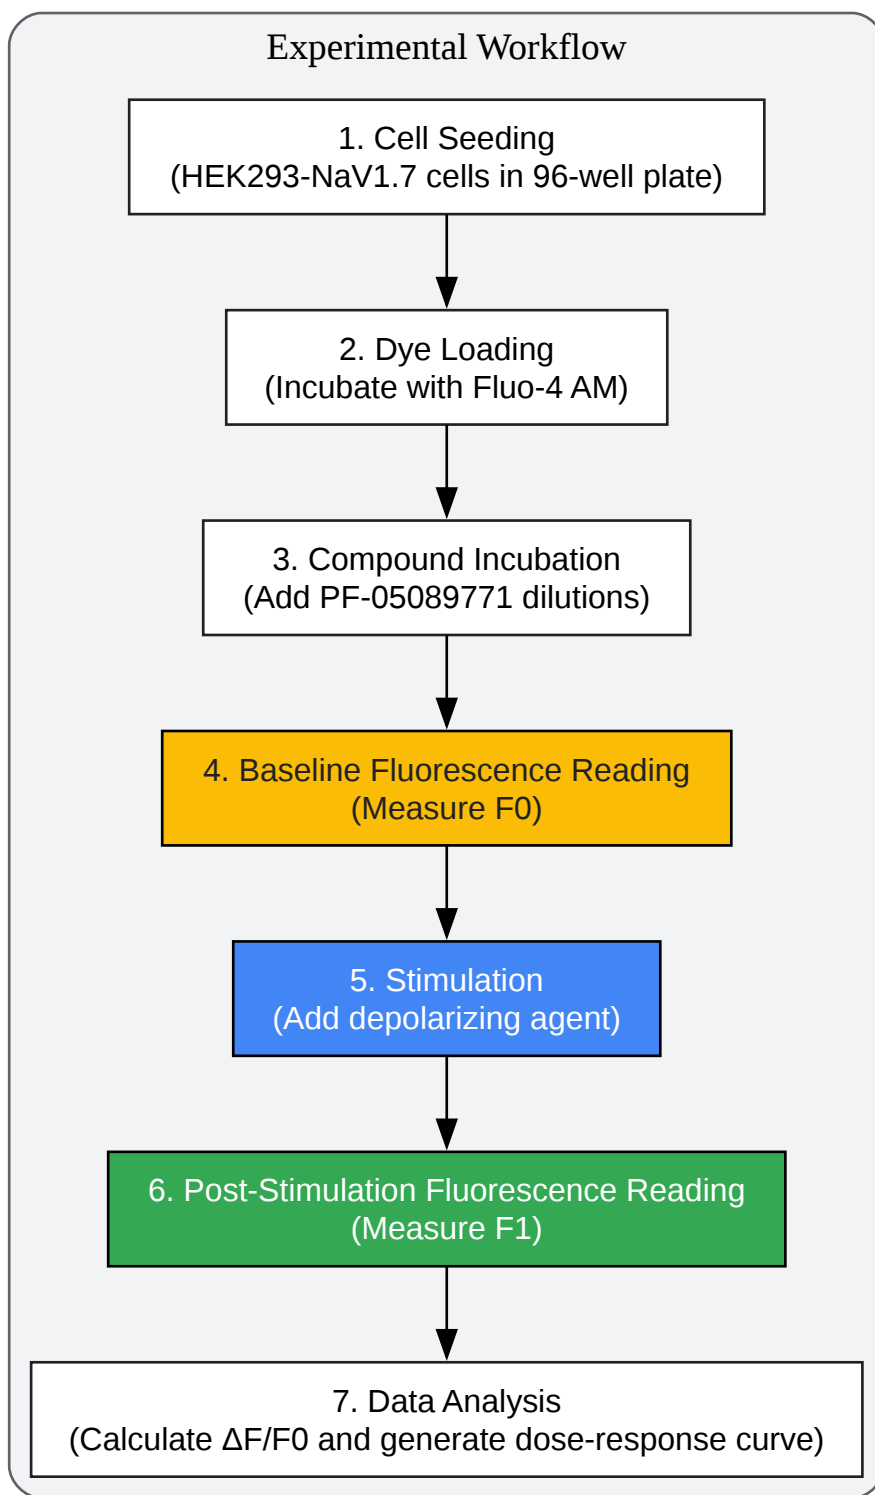 Experimental Workflow
1. Cell Seeding
(HEK293-NaV1.7 cells in 96-well plate)
2. Dye Loading
(Incubate with Fluo-4 AM)
3. Compound Incubation
(Add PF-05089771 dilutions)
4. Baseline Fluorescence Reading
(Measure F0)
5. Stimulation
(Add depolarizing agent)
6. Post-Stimulation Fluorescence Reading
(Measure F1)
7. Data Analysis
(Calculate ΔF/F0 and generate dose-response curve)